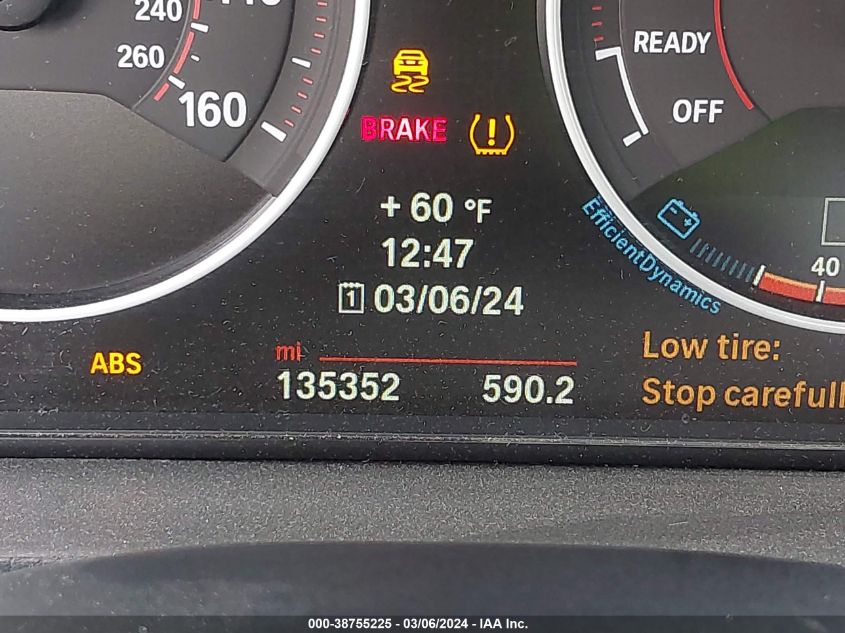 240
260
160
READY
OFF
BRAKE
+ 60 °F
12:47
1 03/06/24
EfficientDynamics
40
ABS
mi
135352 590.2
Low tire:
Stop
000-38755225 - 03/06/2024 - IAA Inc.